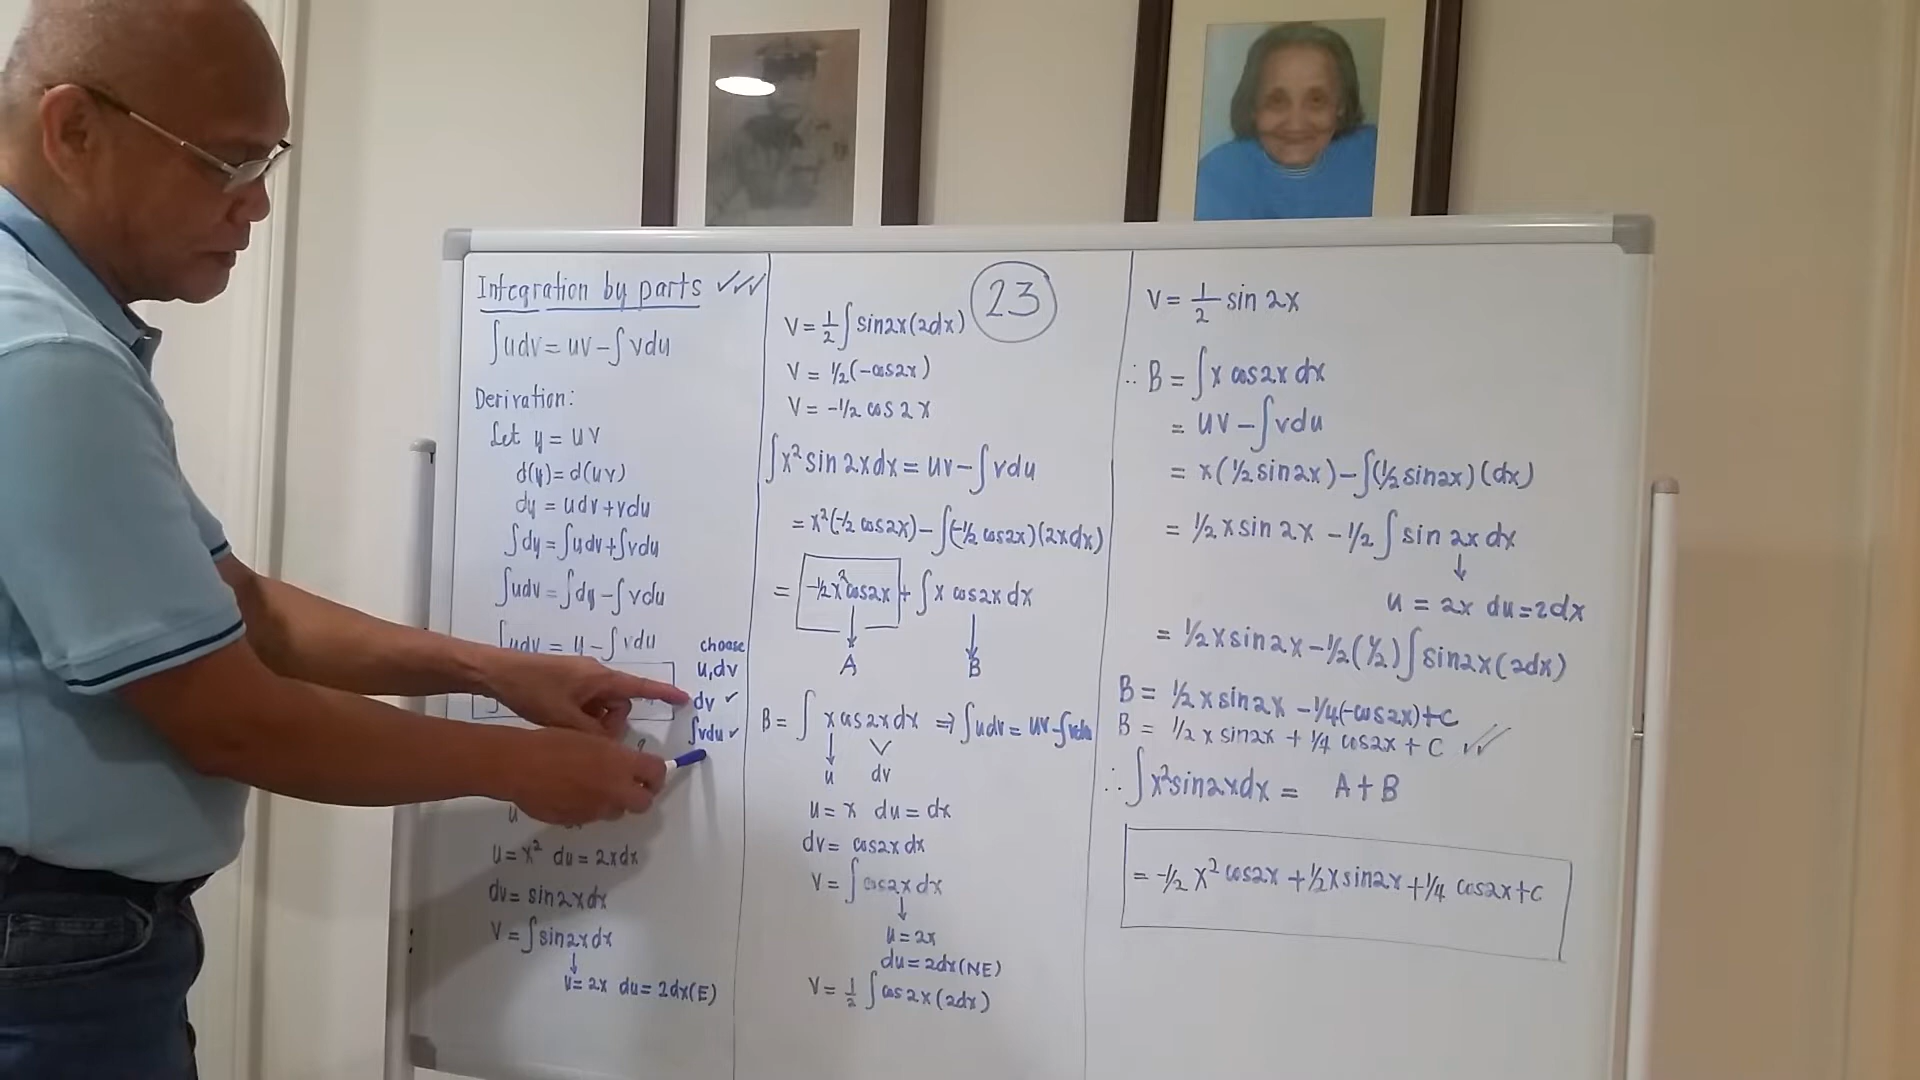 Integration by parts ✓✓✓
∫udv = uv - ∫vdu
Derivation:
Let y = uv
d(y) = d(uv)
dy = udv + vdu
∫dy = ∫udv + ∫vdu
∫udv = ∫dy - ∫vdu
∫udv = y - ∫vdu
choose
u, dv
dv ✓
∫vdu ✓
u
u = x² du = 2xdx
dv = sin2xdx
V = ∫sin2xdx
↓
u = 2x du = 2dx(E)
23
V = 1/2 ∫sin2x(2dx)
V = 1/2(-cos2x)
V = -1/2 cos 2x
∫x² sin 2xdx = uv - ∫vdu
= x²(-1/2 cos2x) - ∫(-1/2 cos2x)(2xdx)
= -1/2x²cos2x + ∫x cos2x dx
↓ ↓
A B
B = ∫ x cos2x dx ⇒ ∫udv = uv - ∫vdu
↓
u dv
u = x du = dx
dv = cos2x dx
V = ∫cos2x dx
↓
u = 2x
du = 2dx(NE)
V = 1/2 ∫cos 2x (2dx)
V = 1/2 sin 2x
∴ B = ∫x cos2x dx
= uv - ∫vdu
= x(1/2 sin2x) - ∫(1/2 sin2x)(dx)
= 1/2 x sin 2x - 1/2 ∫ sin 2x dx
↓
u = 2x du = 2dx
= 1/2 x sin2x - 1/2(1/2)∫sin2x(2dx)
B = 1/2 x sin2x - 1/4(-cos2x) + C
B = 1/2 x sin2x + 1/4 cos2x + C ✓✓
∴ ∫x²sin2xdx = A + B
= -1/2 x² cos2x + 1/2 x sin2x + 1/4 cos2x + C